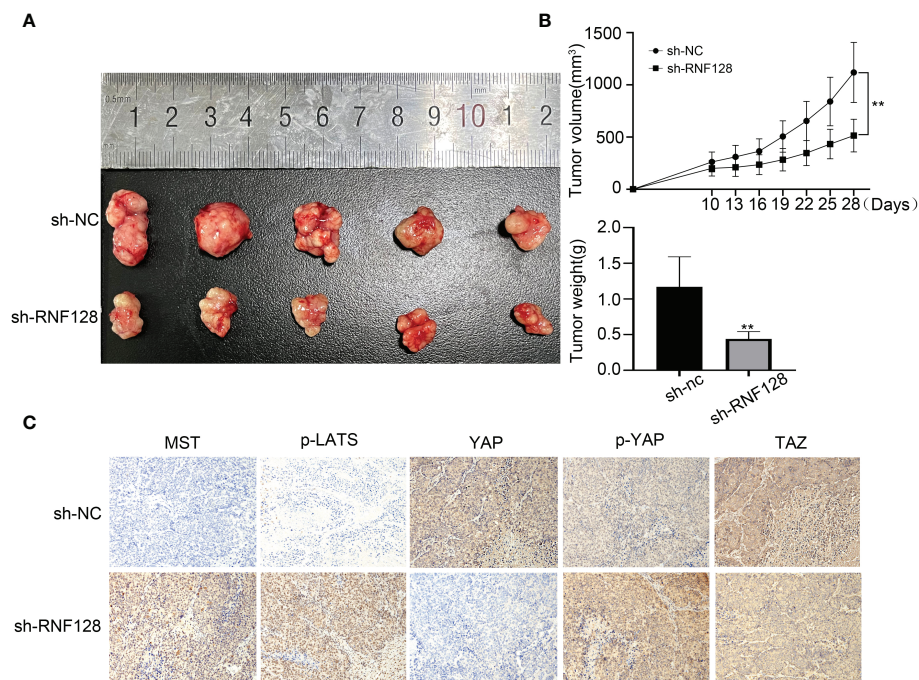 A
0.5mm
mm
1 2 3 4 5 6 7 8 9 10 1 2
sh-NC
sh-RNF128
B
Tumor volume(mm³)
1500
1000
500
0
sh-NC
sh-RNF128
**
10 13 16 19 22 25 28 (Days)
Tumor weight(g)
2.0
1.5
1.0
0.5
0.0
**
sh-nc
sh-RNF128
C
MST p-LATS YAP p-YAP TAZ
sh-NC
sh-RNF128